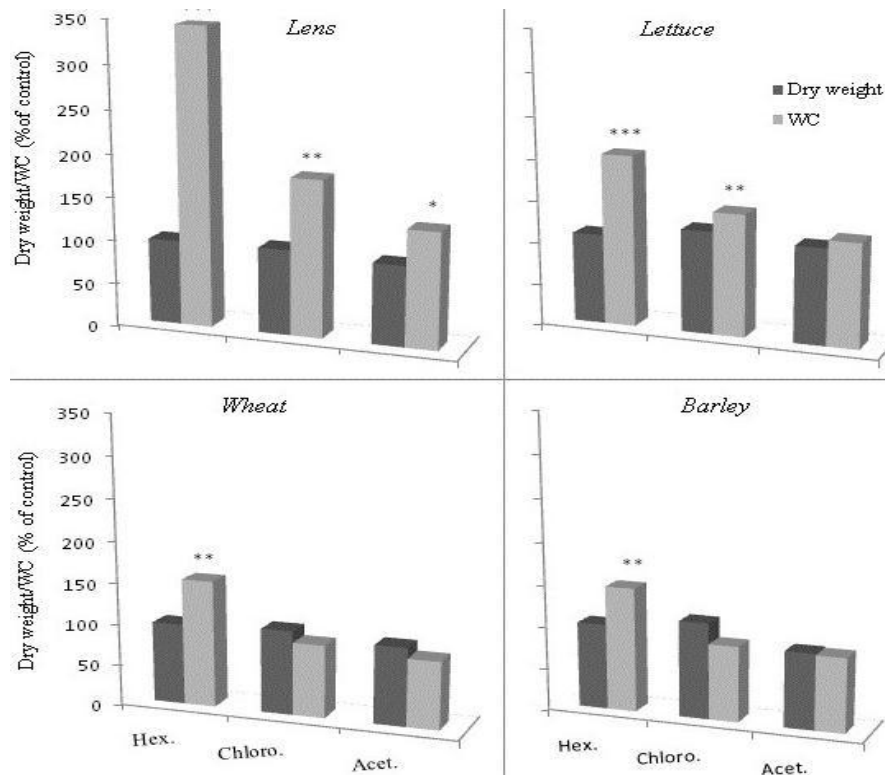 ***
Lens
Lettuce
Dry weight/WC (%of control)
350
300
250
200
150
100
50
0
**
*
***
**
Dry weight
WC
Wheat
Barley
Dry weight/WC (% of control)
350
300
250
200
150
100
50
0
**
**
Hex.
Chloro.
Acet.
Hex.
Chloro.
Acet.